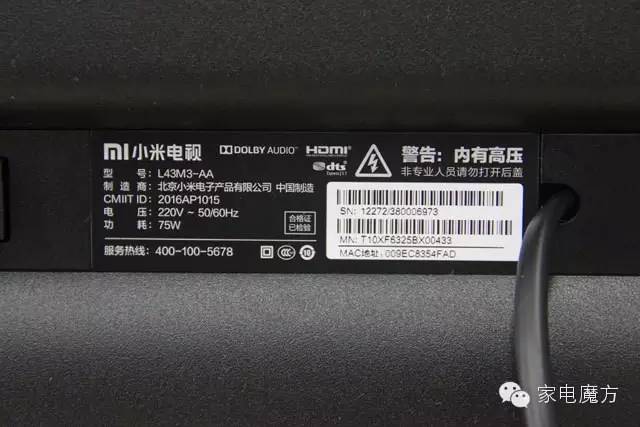 mi小米电视 DOLBY AUDIO HDMI dts 警告：内有高压
非专业人员请勿打开后盖
型 号：L43M3-AA
制 造 商：北京小米电子产品有限公司 中国制造
CMIIT ID：2016AP1015
电 压：220V ~ 50/60Hz
功 耗：75W
合格证
已检验
服务热线：400-100-5678
10
SN: 12272/380006973
MN: T10XF6325BX00433
MAC地址: 009EC8354FAD
家电魔方